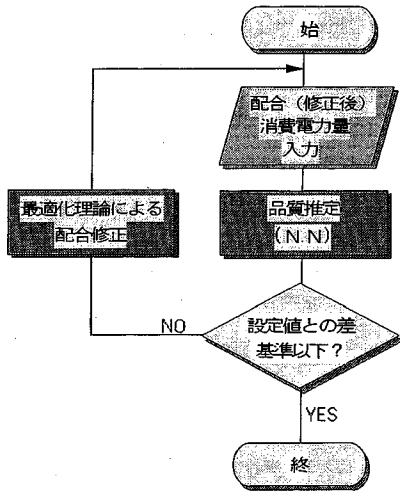 始
配合（修正後）
消費電力量
入力
最適化理論による
配合修正
品質推定
（N N）
NO
設定値との差
基準以下？
YES
終